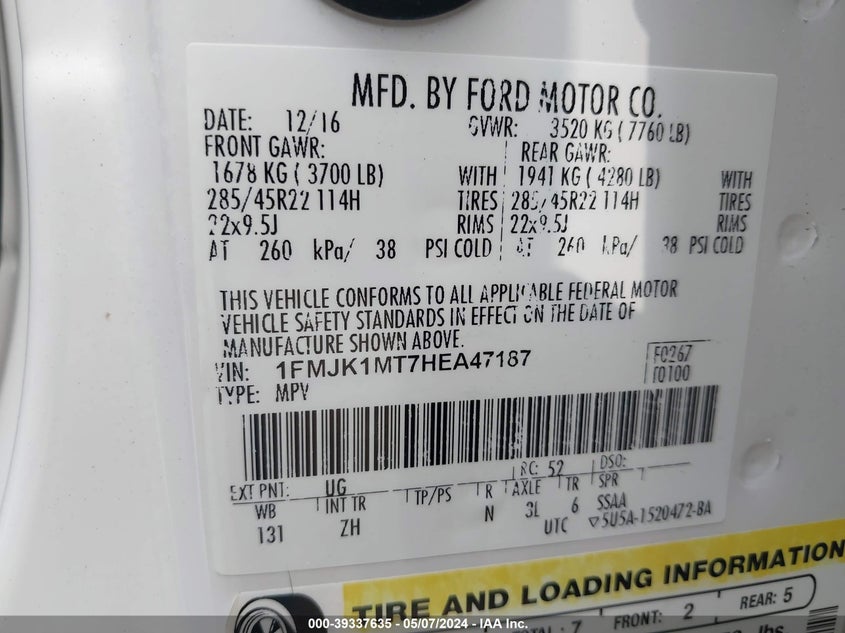 MFD. BY FORD MOTOR CO.
DATE: 12/16 GVWR: 3520 KG ( 7760 LB)
FRONT GAWR: REAR GAWR:
1678 KG ( 3700 LB) WITH 1941 KG ( 4280 LB) WITH
285/45R22 114H TIRES 285/45R22 114H TIRES
22x9.5J RIMS 22x9.5J RIMS
AT 260 kPa/ 38 PSI COLD AT 260 kPa/ 38 PSI COLD
THIS VEHICLE CONFORMS TO ALL APPLICABLE FEDERAL MOTOR
VEHICLE SAFETY STANDARDS IN EFFECT ON THE DATE OF
MANUFACTURE SHOWN ABOVE.
VIN: 1FMJK1MT7HEA47187 F0267
TYPE: MPV T0100
EXT PNT: UG RC: 52 DSO:
WB INT TR TP/PS R AXLE TR SPR
131 ZH N 3L 6 SSAA
UTC ▽5U5A-1520472-BA
TIRE AND LOADING INFORMATION
TOTAL : 7 FRONT: 2 REAR: 5
lbs
000-39337635 - 05/07/2024 - IAA Inc.